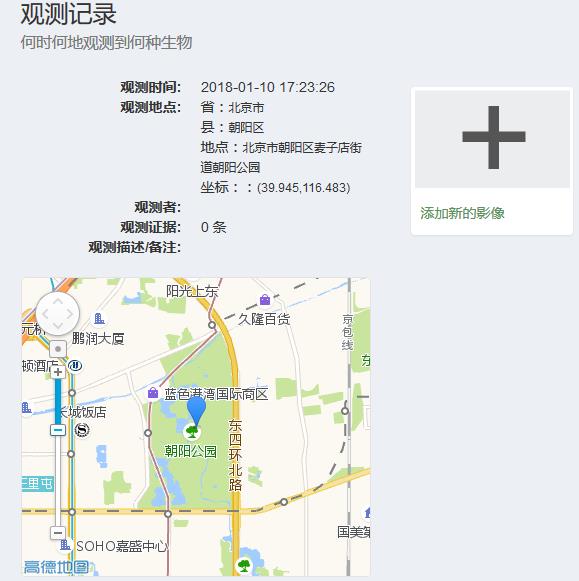 观测记录
何时何地观测到何种生物
观测时间: 2018-01-10 17:23:26
观测地点: 省：北京市
县：朝阳区
地点：北京市朝阳区麦子店街
道朝阳公园
坐标：：(39.945,116.483)
观测者:
观测证据: 0 条
观测描述/备注:
添加新的影像
阳光上东
久隆百货
京包线
元桥
鹏润大厦
顿酒店
蓝色港湾国际商区
长城饭店
东四环北路
朝阳公园
三里屯
国美第
SOHO嘉盛中心
高德地图